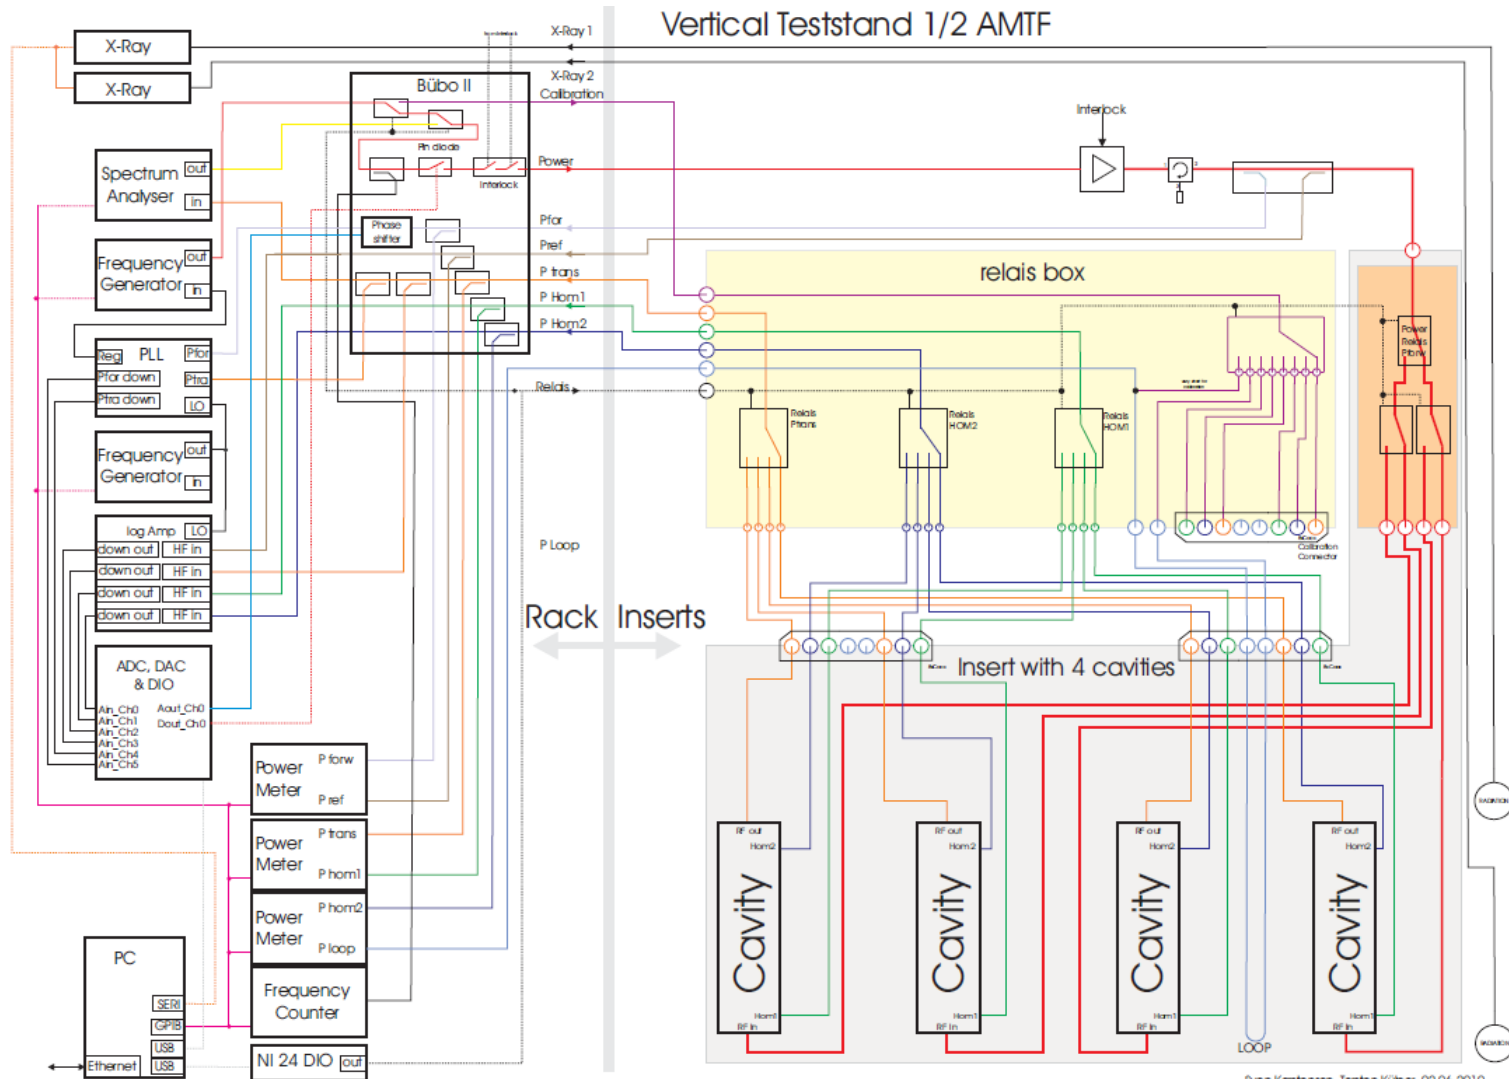 Vertical Teststand 1/2 AMTF
X-Ray
X-Ray
X-Ray 1
X-Ray 2
Calibration
Bübo II
Pin diode
Interlock
Power
Interlock
Spectrum
Analyser
out
in
Phase
shifter
Pfor
Pref
P trans
P Hom1
P Hom2
Relais
Frequency
Generator
out
in
PLL
Reg
Pfor
Pfor down
Ptra
Ptra down
LO
Frequency
Generator
out
in
log Amp
LO
down out
HF in
down out
HF in
down out
HF in
down out
HF in
ADC, DAC
& DIO
Ain_Ch0
Ain_Ch1
Ain_Ch2
Ain_Ch3
Ain_Ch4
Ain_Ch5
Aout_Ch0
Dout_Ch0
Power
Meter
P forw
P ref
Power
Meter
P trans
P hom1
Power
Meter
P hom2
P loop
Frequency
Counter
NI 24 DIO
out
PC
SERI
GPIB
USB
USB
Ethernet
P Loop
Rack
Inserts
relais box
Relais
Ptrans
Relais
HOM2
Relais
HOM1
Power
Relais
Pforw
Calibration
Connector
Insert with 4 cavities
RF out
Hom2
Cavity
Hom1
RF in
RF out
Hom2
Cavity
Hom1
RF in
RF out
Hom2
Cavity
Hom1
RF in
RF out
Hom2
Cavity
Hom1
RF in
LOOP
RADIATION
RADIATION